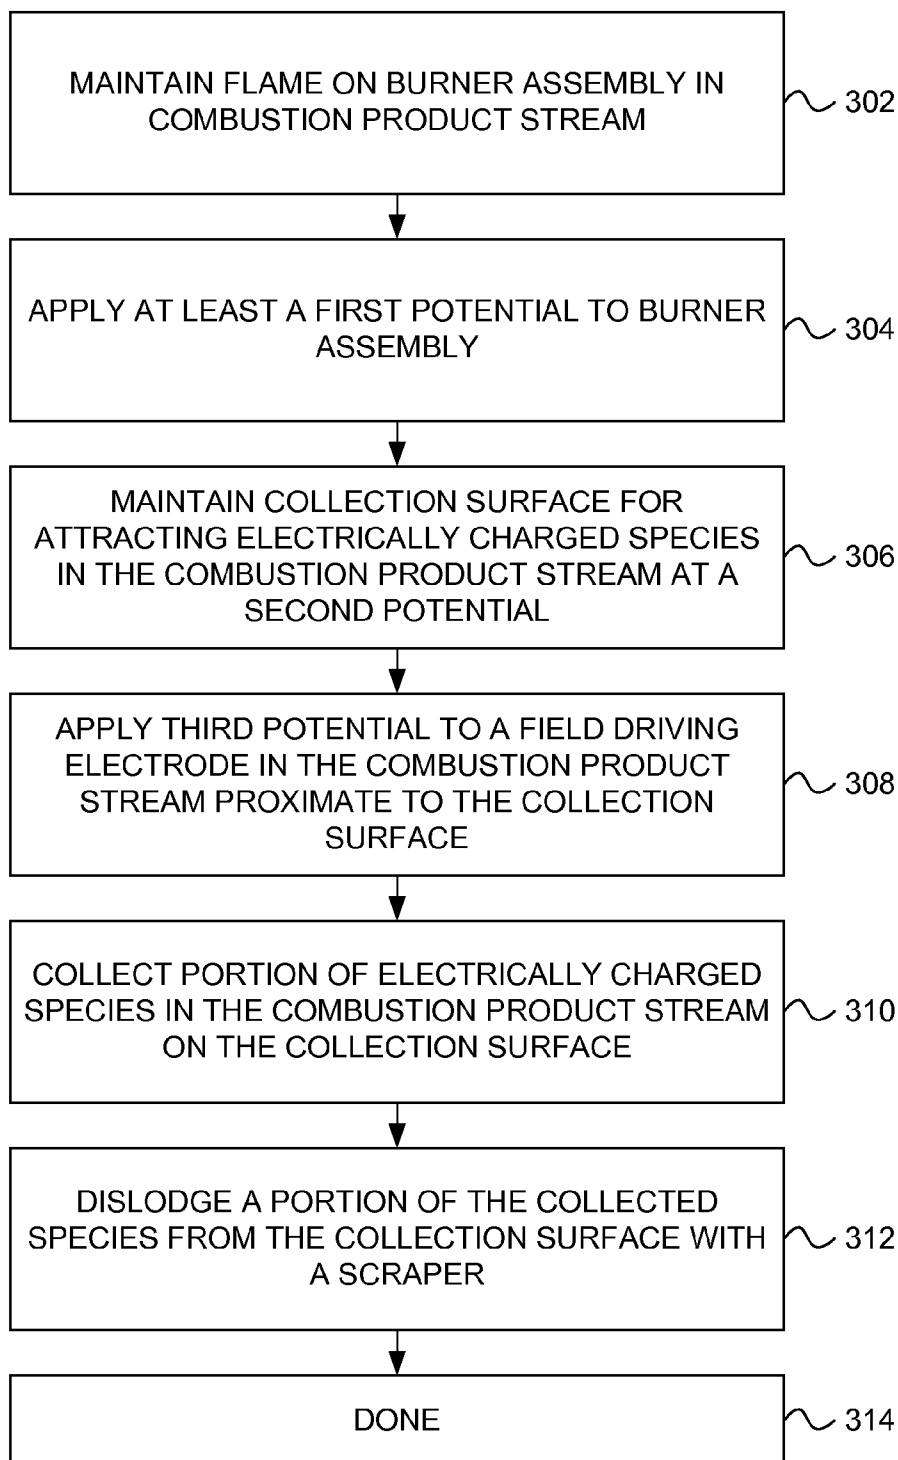 MAINTAIN FLAME ON BURNER ASSEMBLY IN
COMBUSTION PRODUCT STREAM
302
APPLY AT LEAST A FIRST POTENTIAL TO BURNER
ASSEMBLY
304
MAINTAIN COLLECTION SURFACE FOR
ATTRACTING ELECTRICALLY CHARGED SPECIES
IN THE COMBUSTION PRODUCT STREAM AT A
SECOND POTENTIAL
306
APPLY THIRD POTENTIAL TO A FIELD DRIVING
ELECTRODE IN THE COMBUSTION PRODUCT
STREAM PROXIMATE TO THE COLLECTION
SURFACE
308
COLLECT PORTION OF ELECTRICALLY CHARGED
SPECIES IN THE COMBUSTION PRODUCT STREAM
ON THE COLLECTION SURFACE
310
DISLODGE A PORTION OF THE COLLECTED
SPECIES FROM THE COLLECTION SURFACE WITH
A SCRAPER
312
DONE
314